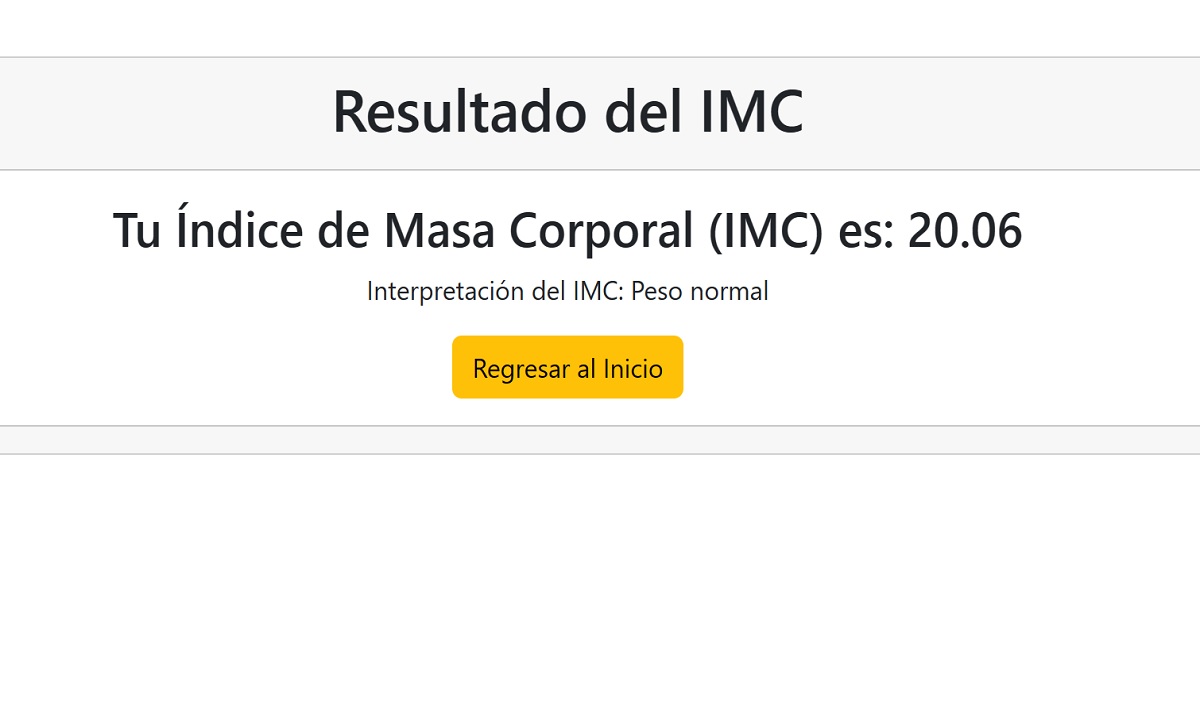 Resultado del IMC
Tu Índice de Masa Corporal (IMC) es: 20.06
Interpretación del IMC: Peso normal
Regresar al Inicio